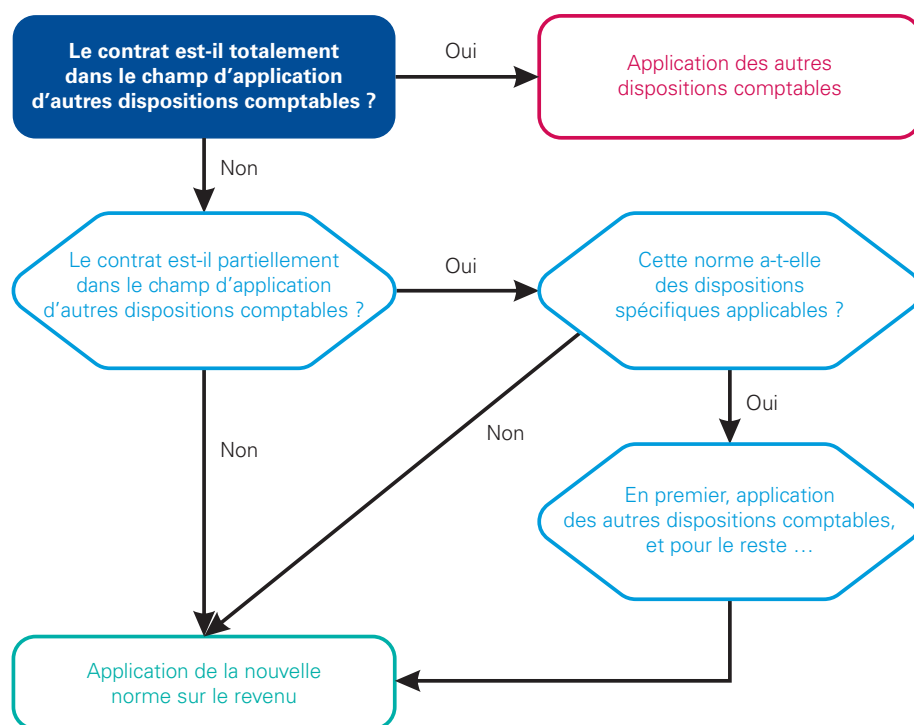 Le contrat est-il totalement
dans le champ d'application
d'autres dispositions comptables ?
Oui
Application des autres
dispositions comptables
Non
Le contrat est-il partiellement
dans le champ d'application
d'autres dispositions comptables ?
Oui
Cette norme a-t-elle
des dispositions
spécifiques applicables ?
Non
Non
Oui
En premier, application
des autres dispositions comptables,
et pour le reste …
Application de la nouvelle
norme sur le revenu